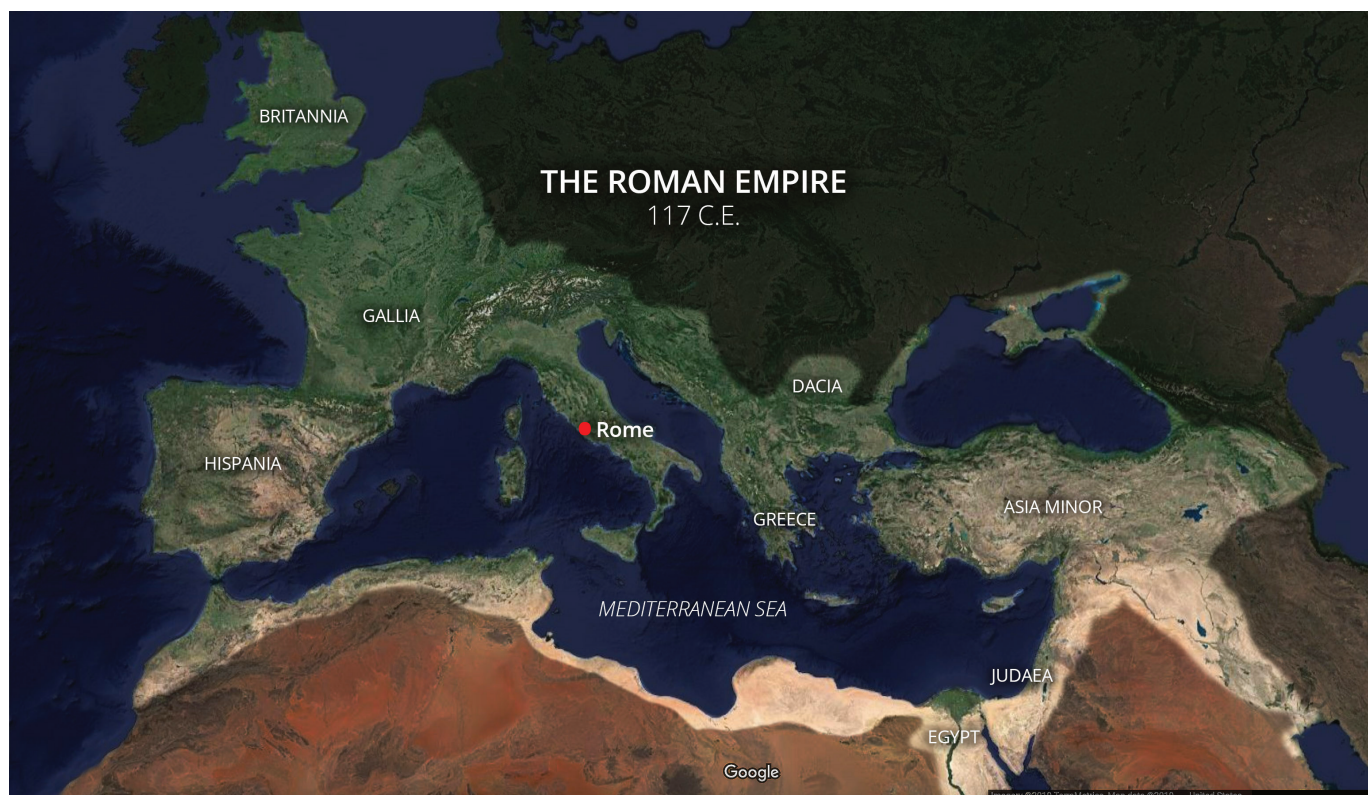 BRITANNIA
THE ROMAN EMPIRE
117 C.E.
GALLIA
DACIA
Rome
HISPANIA
ASIA MINOR
GREECE
MEDITERRANEAN SEA
JUDAEA
EGYPT
Google